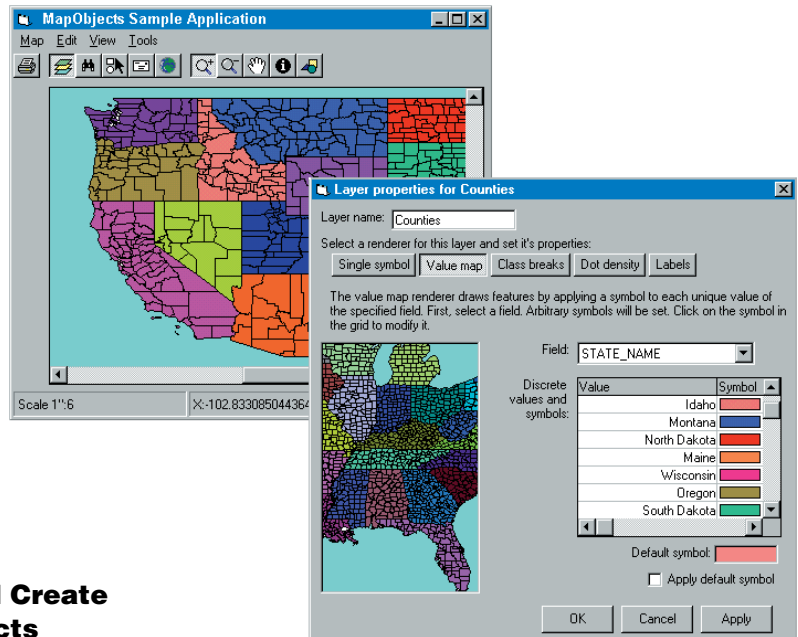 MapObjects Sample Application
Map Edit View Tools
Scale 1":6
X:-102.833085044364
Layer properties for Counties
Layer name: Counties
Select a renderer for this layer and set it's properties:
Single symbol Value map Class breaks Dot density Labels
The value map renderer draws features by applying a symbol to each unique value of
the specified field. First, select a field. Arbitrary symbols will be set. Click on the symbol in
the grid to modify it.
Field: STATE_NAME
Discrete
values and
symbols:
Value Symbol
Idaho
Montana
North Dakota
Maine
Wisconsin
Oregon
South Dakota
Default symbol:
Apply default symbol
OK Cancel Apply
Create
cts